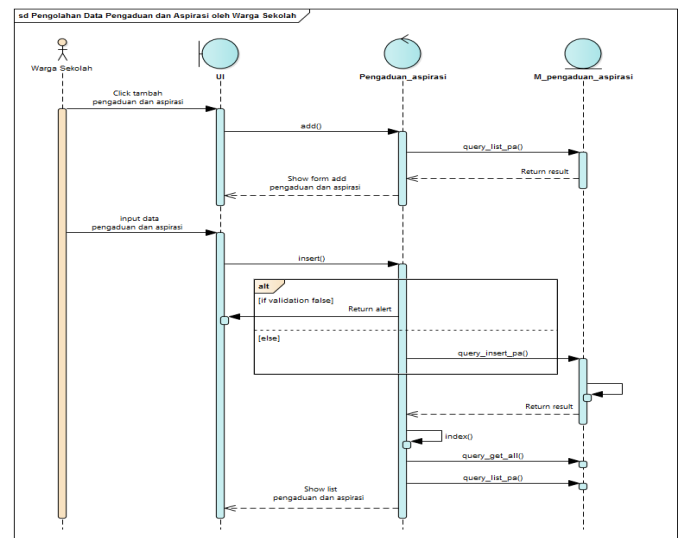 sd Pengolahan Data Pengaduan dan Aspirasi oleh Warga Sekolah
Warga Sekolah
UI
Pengaduan_aspirasi
M_pengaduan_aspirasi
Click tambah
pengaduan dan aspirasi
add()
query_list_pa()
Return result
Show form add
pengaduan dan aspirasi
input data
pengaduan dan aspirasi
insert()
alt
[if validation false]
Return alert
[else]
query_insert_pa()
Return result
index()
query_get_all()
query_list_pa()
Show list
pengaduan dan aspirasi